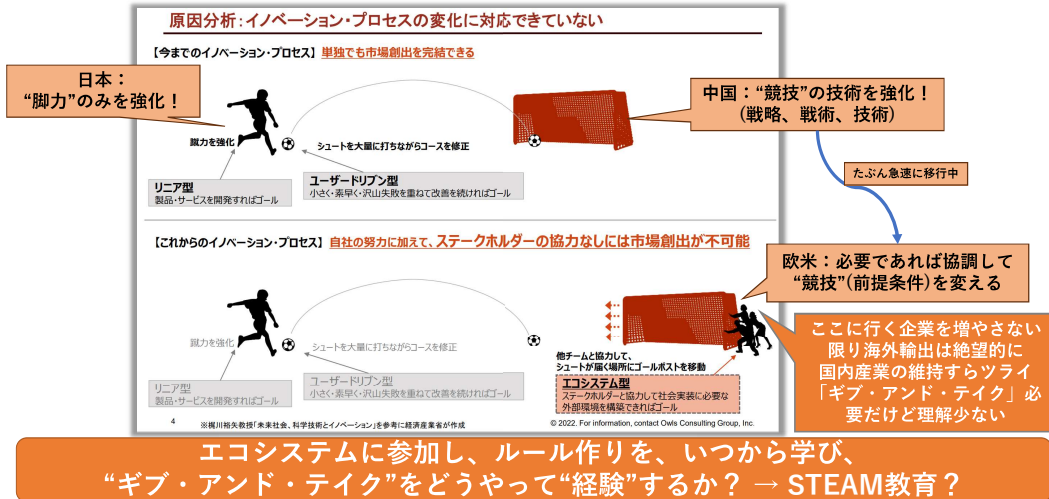 原因分析：イノベーション・プロセスの変化に対応できていない
【今までのイノベーション・プロセス】 単独でも市場創出を完結できる
日本：
“脚力”のみを強化！
中国：“競技”の技術を強化！
(戦略、戦術、技術)
蹴力を強化
シュートを大量に打ちながらコースを修正
たぶん急速に移行中
リニア型
製品・サービスを開発すればゴール
ユーザードリブン型
小さく・素早く・沢山失敗を重ねて改善を続ければゴール
【これからのイノベーション・プロセス】 自社の努力に加えて、ステークホルダーの協力なしには市場創出が不可能
欧米：必要であれば協調して
“競技”(前提条件)を変える
ここに行く企業を増やさない
限り海外輸出は絶望的に
国内産業の維持すらツライ
「ギブ・アンド・テイク」必
要だけど理解少ない
蹴力を強化
シュートを大量に打ちながらコースを修正
他チームと協力して、
シュートが届く場所にゴールポストを移動
リニア型
製品・サービスを開発すればゴール
ユーザードリブン型
小さく・素早く・沢山失敗を重ねて改善を続ければゴール
エコシステム型
ステークホルダーと協力して社会実装に必要な
外部環境を構築できればゴール
4
※梶川裕矢教授「未来社会、科学技術とイノベーション」を参考に経済産業省が作成
© 2022. For information, contact Owls Consulting Group, Inc.
エコシステムに参加し、ルール作りを、いつから学び、
“ギブ・アンド・テイク”をどうやって“経験”するか？ → STEAM教育？